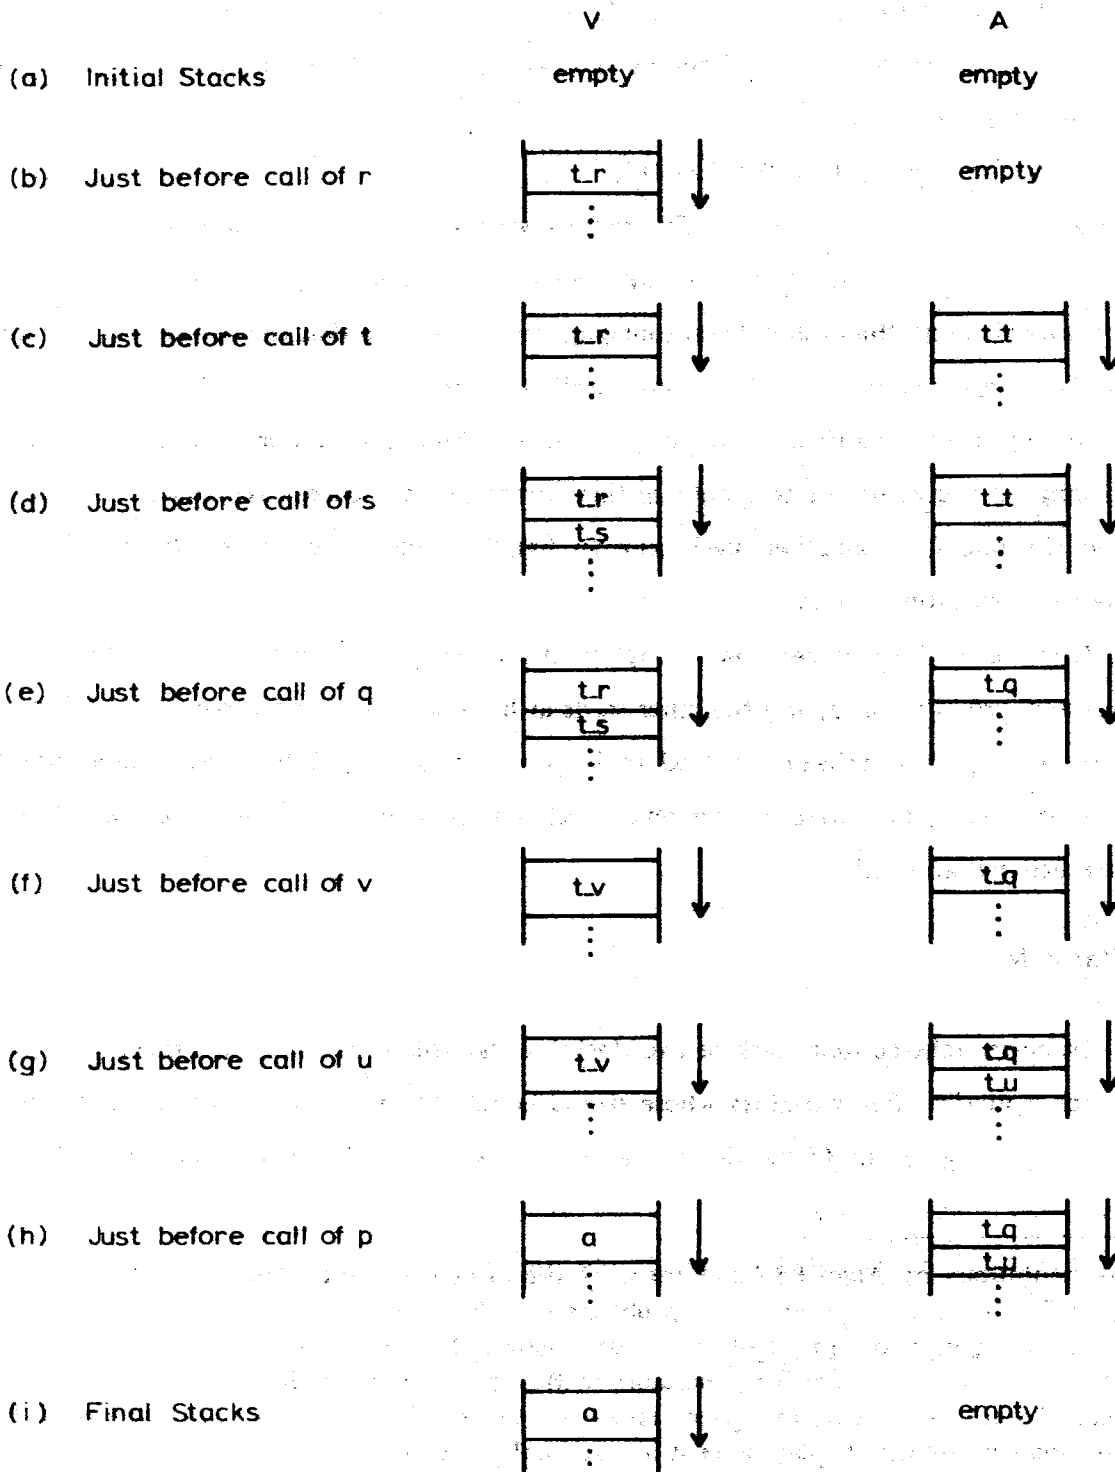 V A
(a) Initial Stacks empty empty
(b) Just before call of r t_r empty
(c) Just before call of t t_r t_t
(d) Just before call of s t_r t_t
t_s
(e) Just before call of q t_r t_q
t_s
(f) Just before call of v t_v t_q
(g) Just before call of u t_v t_q
t_u
(h) Just before call of p a t_q
t_u
(i) Final Stacks a empty